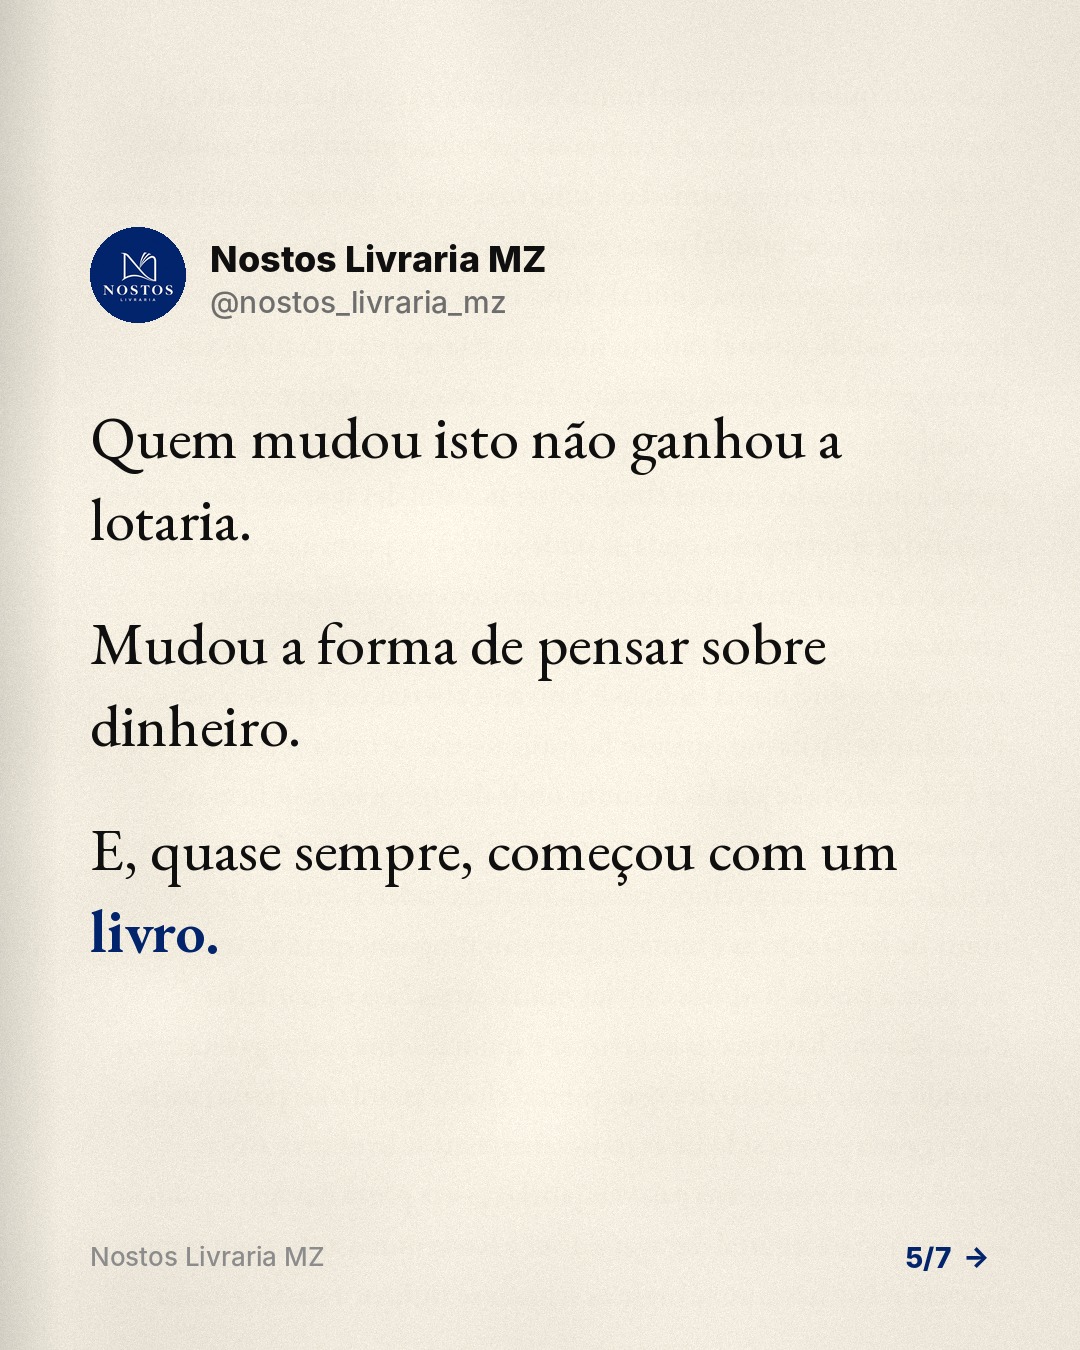 NOSTOS
LIVRARIA
Nostos Livraria MZ
@nostos_livraria_mz
Quem mudou isto não ganhou a
lotaria.
Mudou a forma de pensar sobre
dinheiro.
E, quase sempre, começou com um
livro.
Nostos Livraria MZ
5/7 →